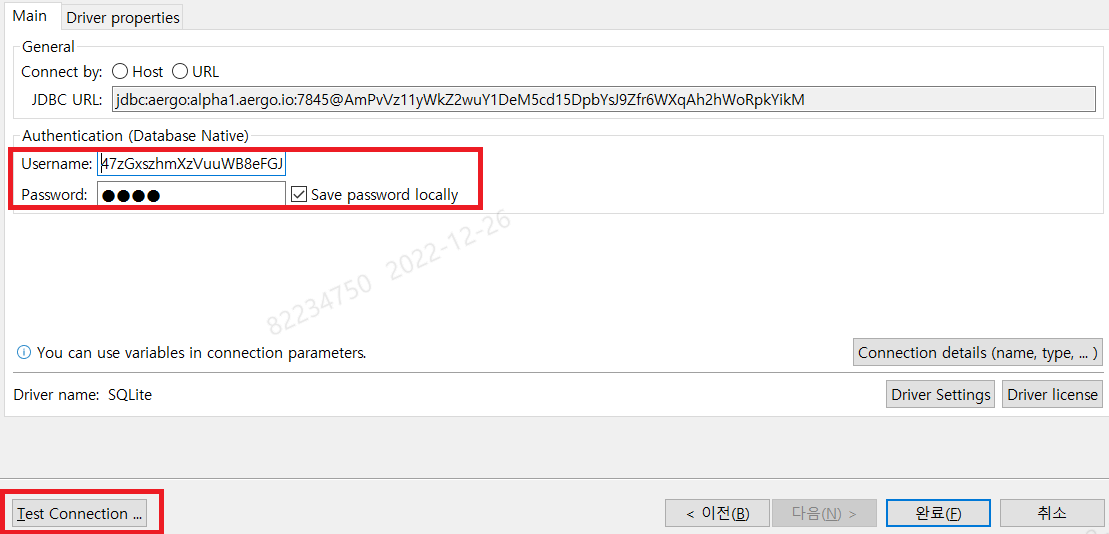 Main Driver properties
General
Connect by: Host URL
JDBC URL: jdbc:aergo:alpha1.aergo.io:7845@AmPvVz11yWkZ2wuY1DeM5cd15DpbYsJ9Zfr6WXqAh2hWoRpkYikM
Authentication (Database Native)
Username: 47zGxszhmXzVuuWB8eFGJ
Password: ●●●● Save password locally
82234750 2022-12-26
You can use variables in connection parameters.
Connection details (name, type, ... )
Driver name: SQLite
Driver Settings Driver license
Test Connection ... < 이전(B) 다음(N) > 완료(F) 취소